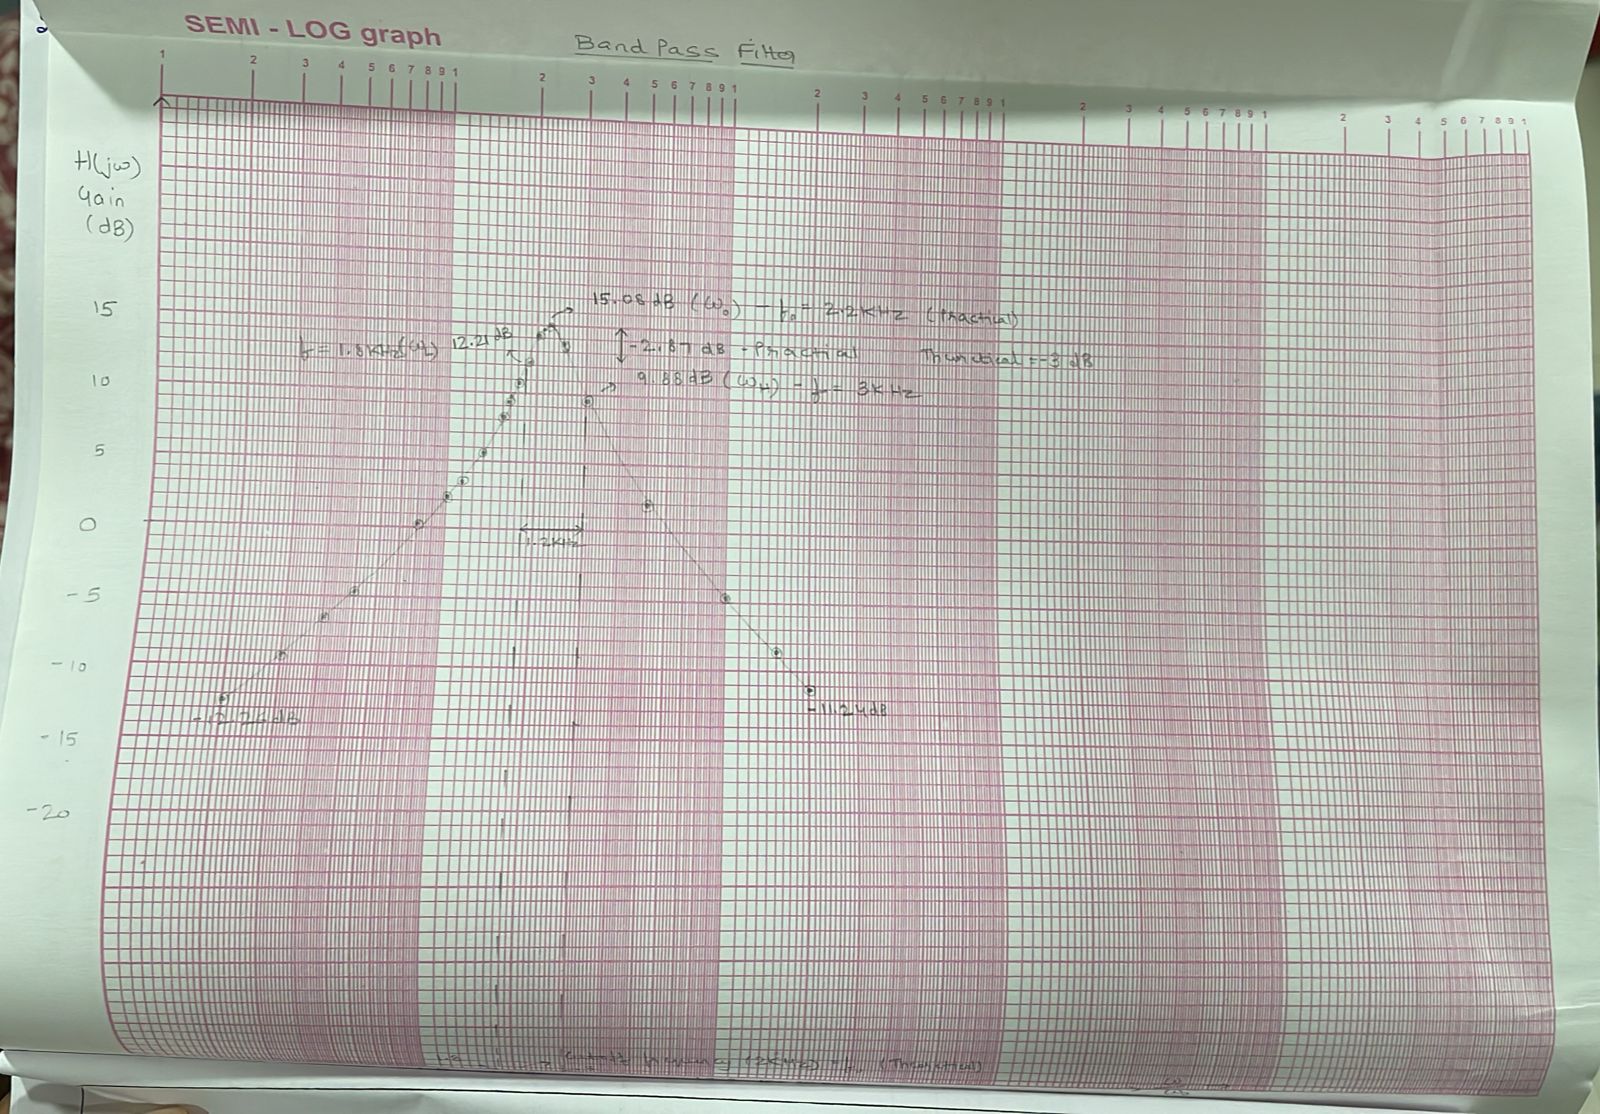 SEMI - LOG graph
Band Pass Filter
1 2 3 4 5 6 7 8 9 1 2 3 4 5 6 7 8 9 1 2 3 4 5 6 7 8 9 1 2 3 4 5 6 7 8 9 1 2 3 4 5 6 7 8 9 1
H(jω)
Gain
(dB)
15
15.08 dB (ω₀) - f₀ = 2.2KHz (Practical)
f = 1.8KHz(ωL) 12.21 dB
-2.87 dB - Practial Theoretical = -3 dB
10
9.88 dB (ωH) - f = 3KHz
5
0
1.2KHz
-5
-10
-12.26 dB
-11.24 dB
-15
-20
frequency (2KHz) (Theoretical)